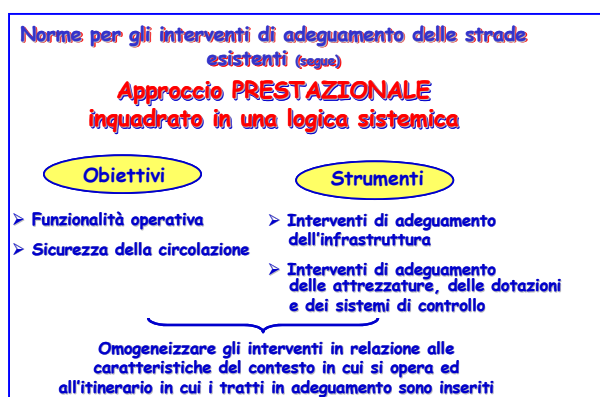 Norme per gli interventi di adeguamento delle strade
esistenti (segue)
Approccio PRESTAZIONALE
inquadrato in una logica sistemica
Obiettivi
➢ Funzionalità operativa
➢ Sicurezza della circolazione
Strumenti
➢ Interventi di adeguamento
dell'infrastruttura
➢ Interventi di adeguamento
delle attrezzature, delle dotazioni
e dei sistemi di controllo
Omogeneizzare gli interventi in relazione alle
caratteristiche del contesto in cui si opera ed
all'itinerario in cui i tratti in adeguamento sono inseriti